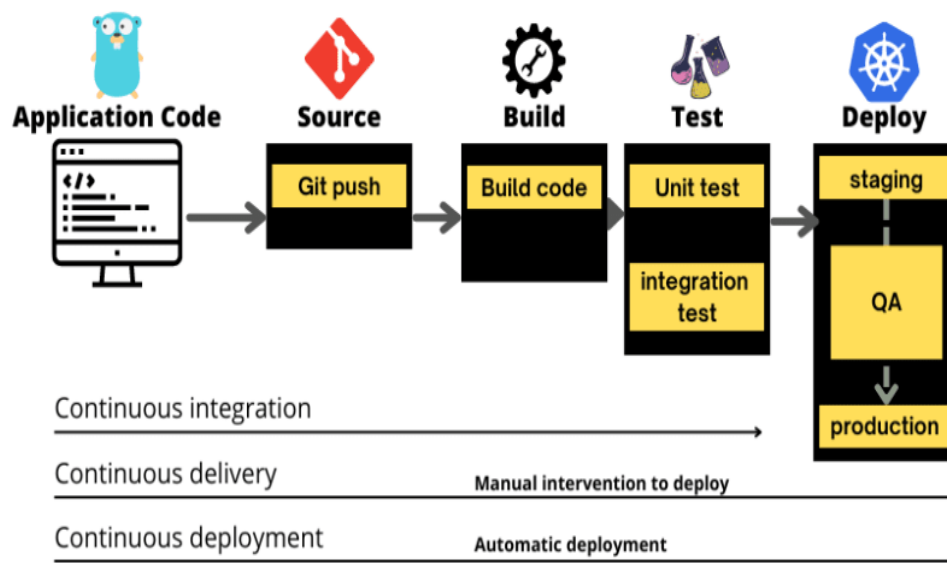 Application Code
Source
Build
Test
Deploy
</>
Git push
Build code
Unit test
integration
test
staging
QA
production
Continuous integration
Continuous delivery
Manual intervention to deploy
Continuous deployment
Automatic deployment